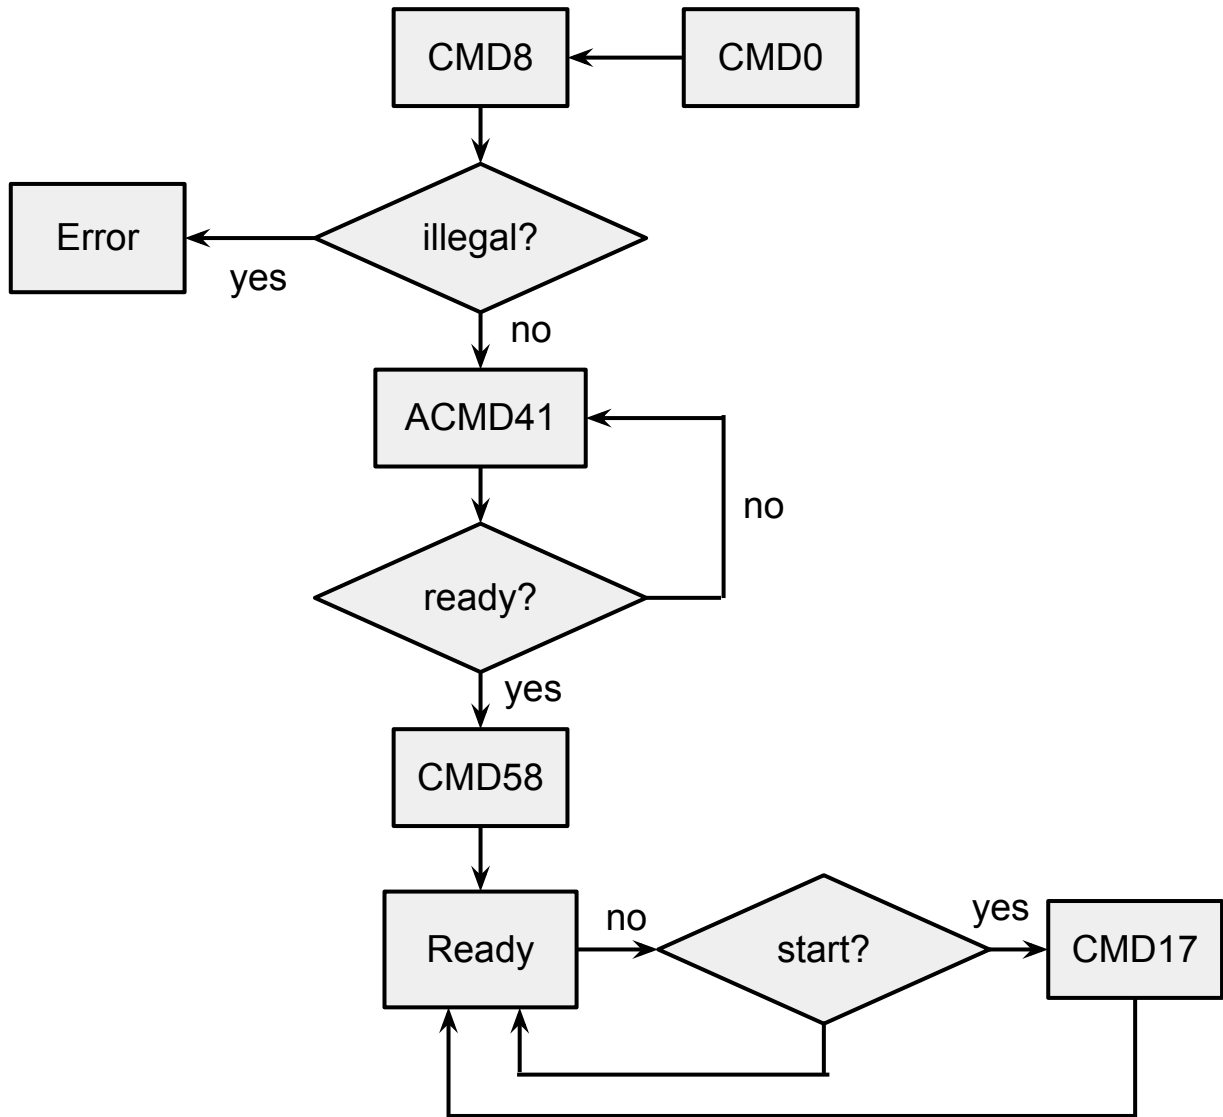 CMD8
CMD0
Error
illegal?
yes
no
ACMD41
no
ready?
yes
CMD58
Ready
no
start?
yes
CMD17